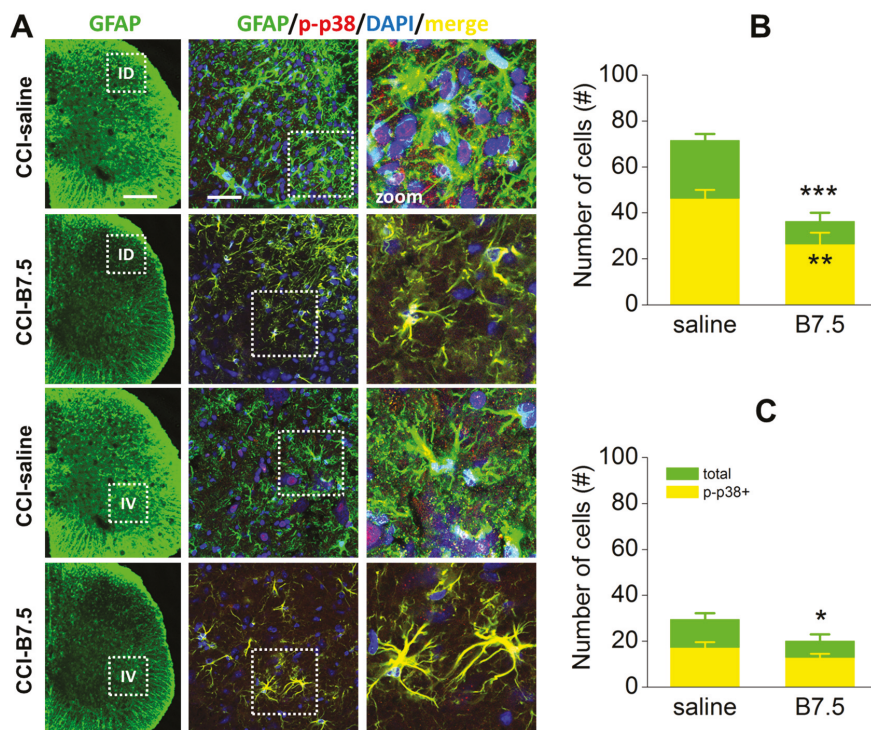 A
GFAP
GFAP/p-p38/DAPI/merge
CCI-saline
ID
zoom
CCI-B7.5
ID
CCI-saline
IV
CCI-B7.5
IV
B
Number of cells (#)
100
80
60
40
20
0
***
**
saline
B7.5
C
Number of cells (#)
100
80
60
40
20
0
total
p-p38+
*
saline
B7.5